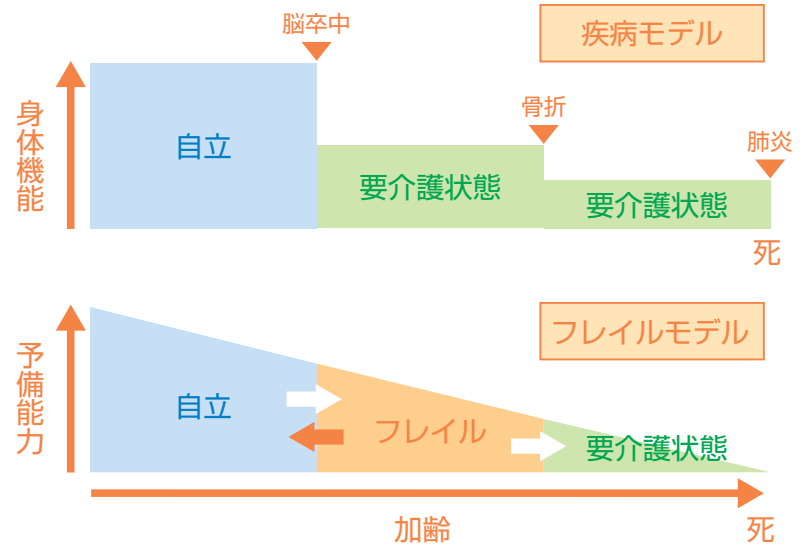 脳卒中
疾病モデル
身体機能
自立
骨折
要介護状態
肺炎
要介護状態
死
フレイルモデル
予備能力
自立
フレイル
要介護状態
加齢
死